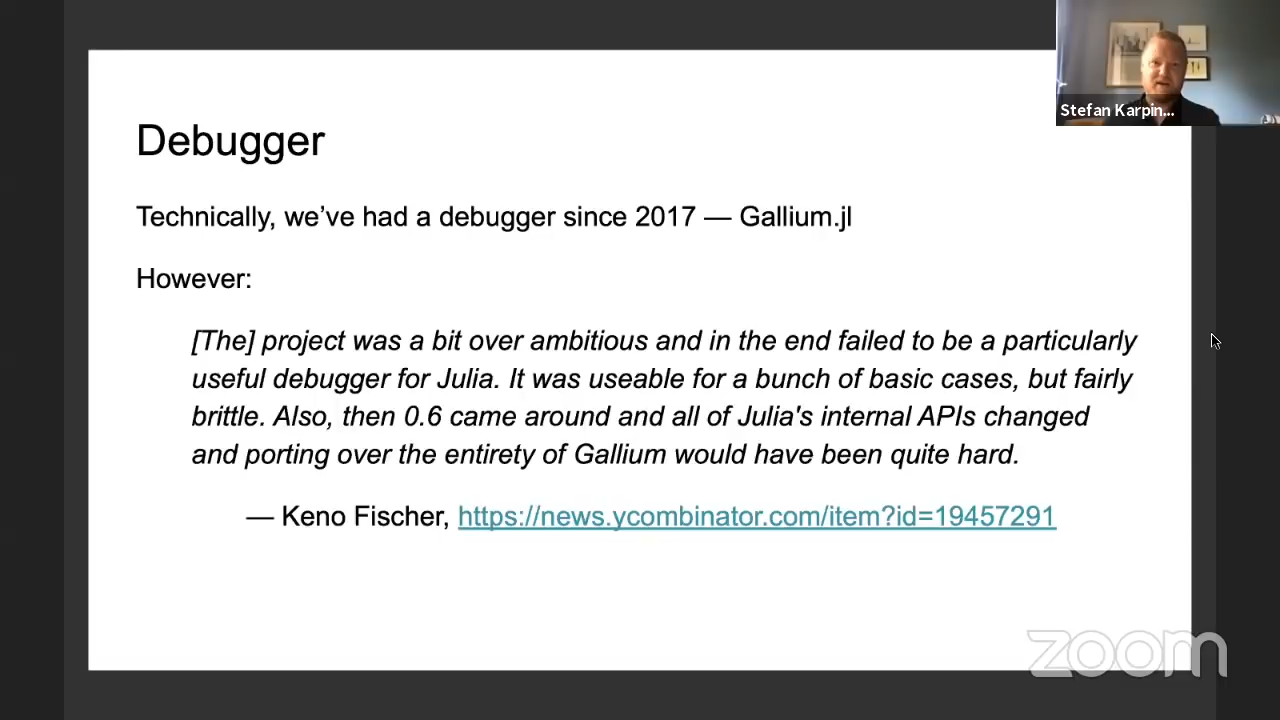 Stefan Karpin...
Debugger
Technically, we’ve had a debugger since 2017 — Gallium.jl
However:
[The] project was a bit over ambitious and in the end failed to be a particularly
useful debugger for Julia. It was useable for a bunch of basic cases, but fairly
brittle. Also, then 0.6 came around and all of Julia's internal APIs changed
and porting over the entirety of Gallium would have been quite hard.
— Keno Fischer, https://news.ycombinator.com/item?id=19457291
zoom